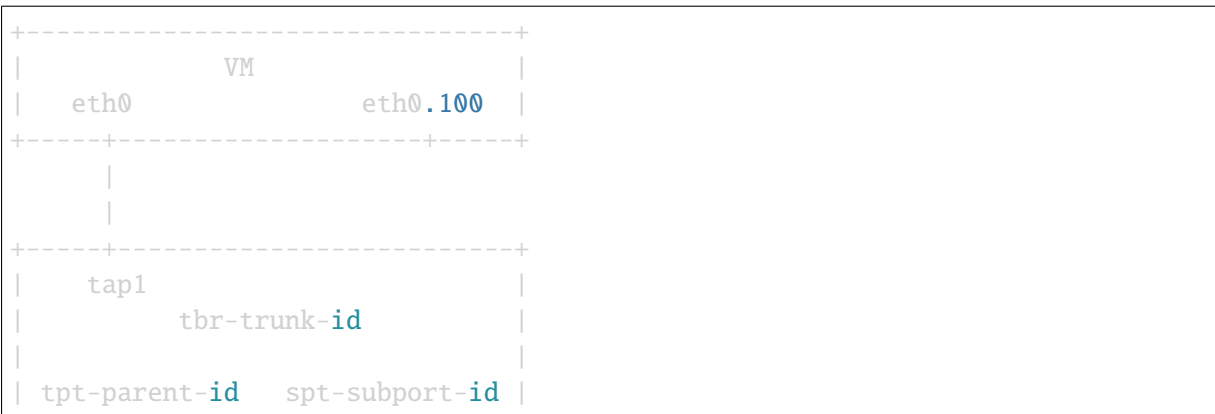 +--------------------------------+
|             VM                 |
|   eth0               eth0.100  |
+-----+--------------------+-----+
      |
      |
+-----+--------------------------+
|    tap1                        |
|          tbr-trunk-id          |
|                                |
| tpt-parent-id   spt-subport-id |